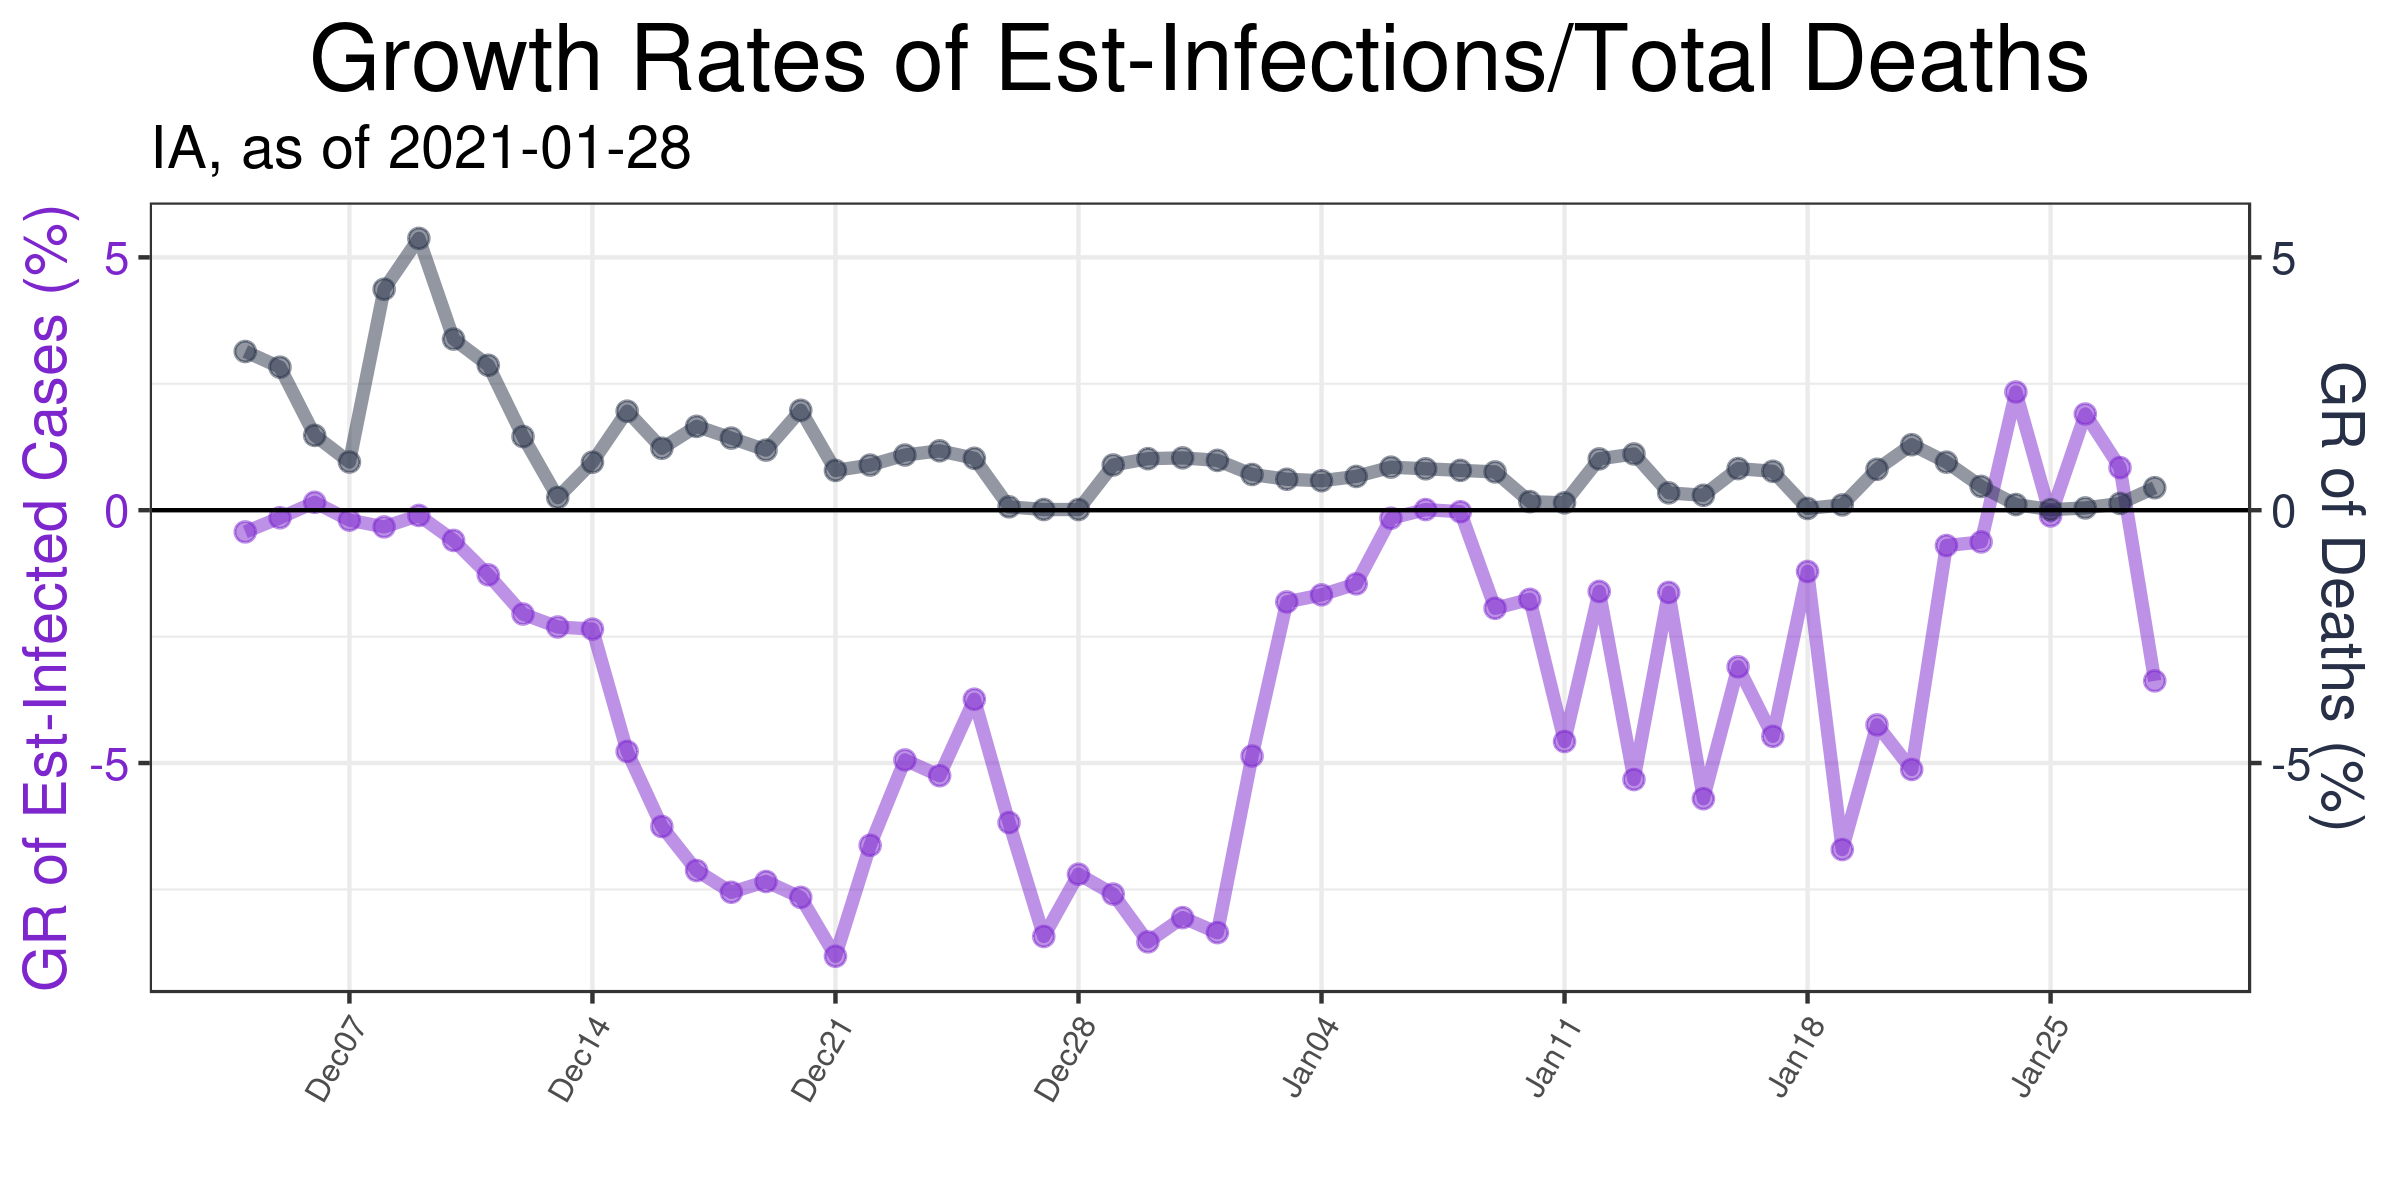 Growth Rates of Est-Infections/Total Deaths
IA, as of 2021-01-28
GR of Est-Infected Cases (%)
5
0
-5
5
0
-5
GR of Deaths (%)
Dec07
Dec14
Dec21
Dec28
Jan04
Jan11
Jan18
Jan25